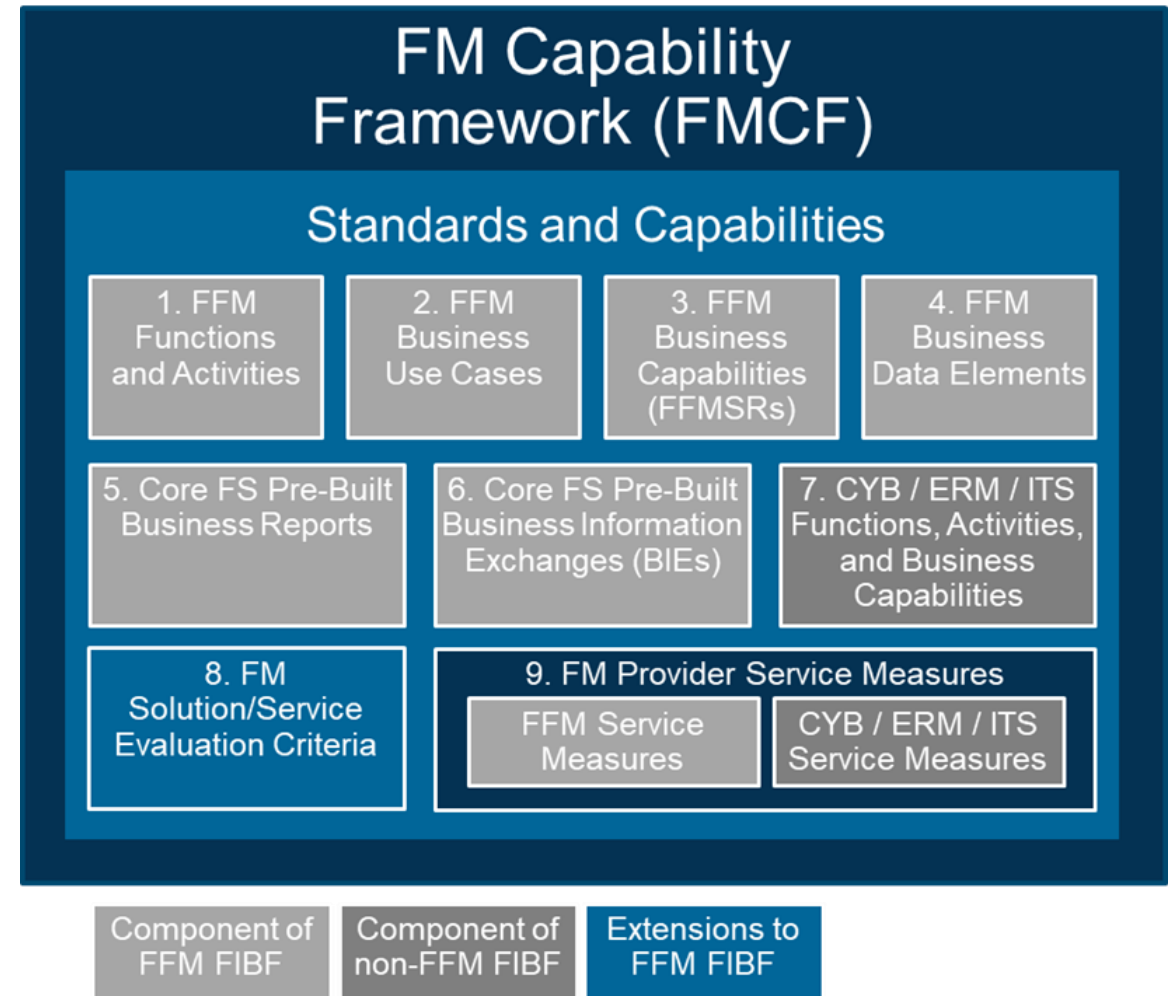 FM Capability
Framework (FMCF)
Standards and Capabilities
1. FFM
Functions
and Activities
2. FFM
Business
Use Cases
3. FFM
Business
Capabilities
(FFMSRs)
4. FFM
Business
Data Elements
5. Core FS Pre-Built
Business Reports
6. Core FS Pre-Built
Business Information
Exchanges (BIEs)
7. CYB / ERM / ITS
Functions, Activities,
and Business
Capabilities
8. FM
Solution/Service
Evaluation Criteria
9. FM Provider Service Measures
FFM Service
Measures
CYB / ERM / ITS
Service Measures
Component of
FFM FIBF
Component of
non-FFM FIBF
Extensions to
FFM FIBF